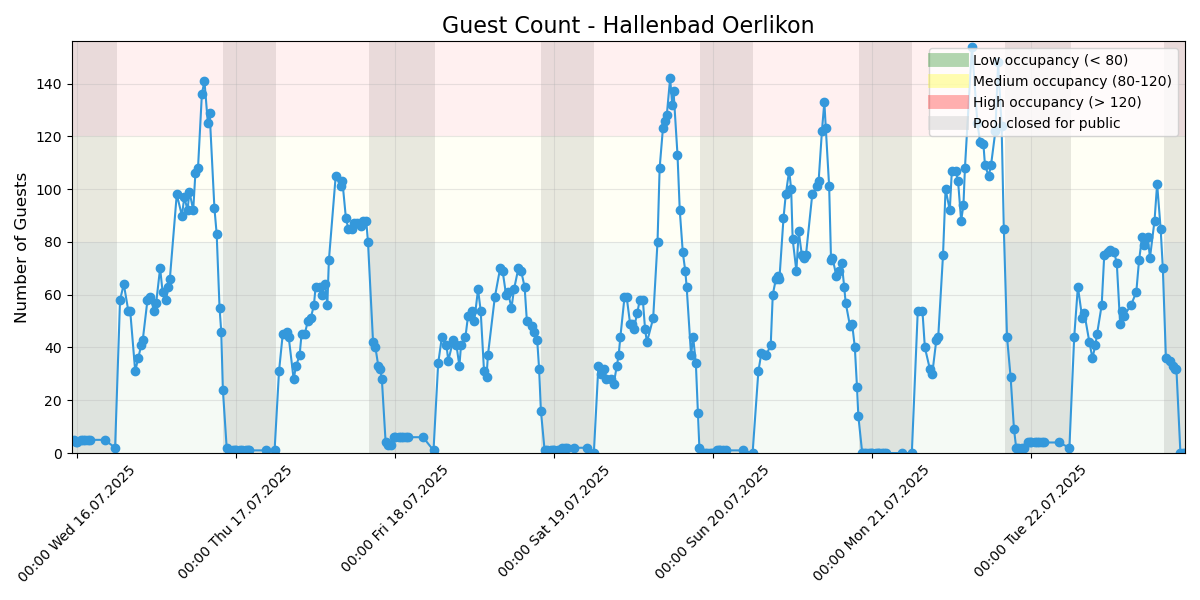 Guest Count - Hallenbad Oerlikon
Number of Guests
140
120
100
80
60
40
20
0
Low occupancy (< 80)
Medium occupancy (80-120)
High occupancy (> 120)
Pool closed for public
00:00 Wed 16.07.2025
00:00 Thu 17.07.2025
00:00 Fri 18.07.2025
00:00 Sat 19.07.2025
00:00 Sun 20.07.2025
00:00 Mon 21.07.2025
00:00 Tue 22.07.2025